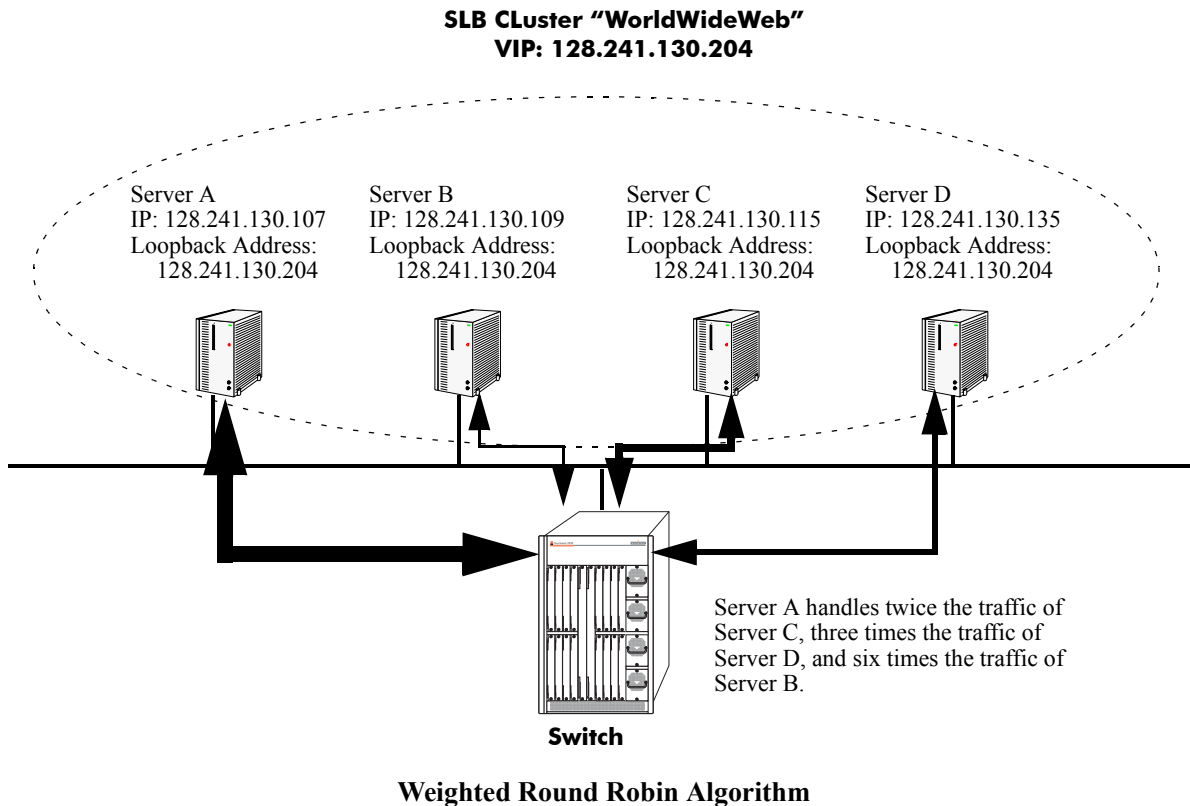 SLB CLuster “WorldWideWeb”
VIP: 128.241.130.204
Server A
IP: 128.241.130.107
Loopback Address:
128.241.130.204
Server B
IP: 128.241.130.109
Loopback Address:
128.241.130.204
Server C
IP: 128.241.130.115
Loopback Address:
128.241.130.204
Server D
IP: 128.241.130.135
Loopback Address:
128.241.130.204
Server A handles twice the traffic of
Server C, three times the traffic of
Server D, and six times the traffic of
Server B.
Switch
Weighted Round Robin Algorithm